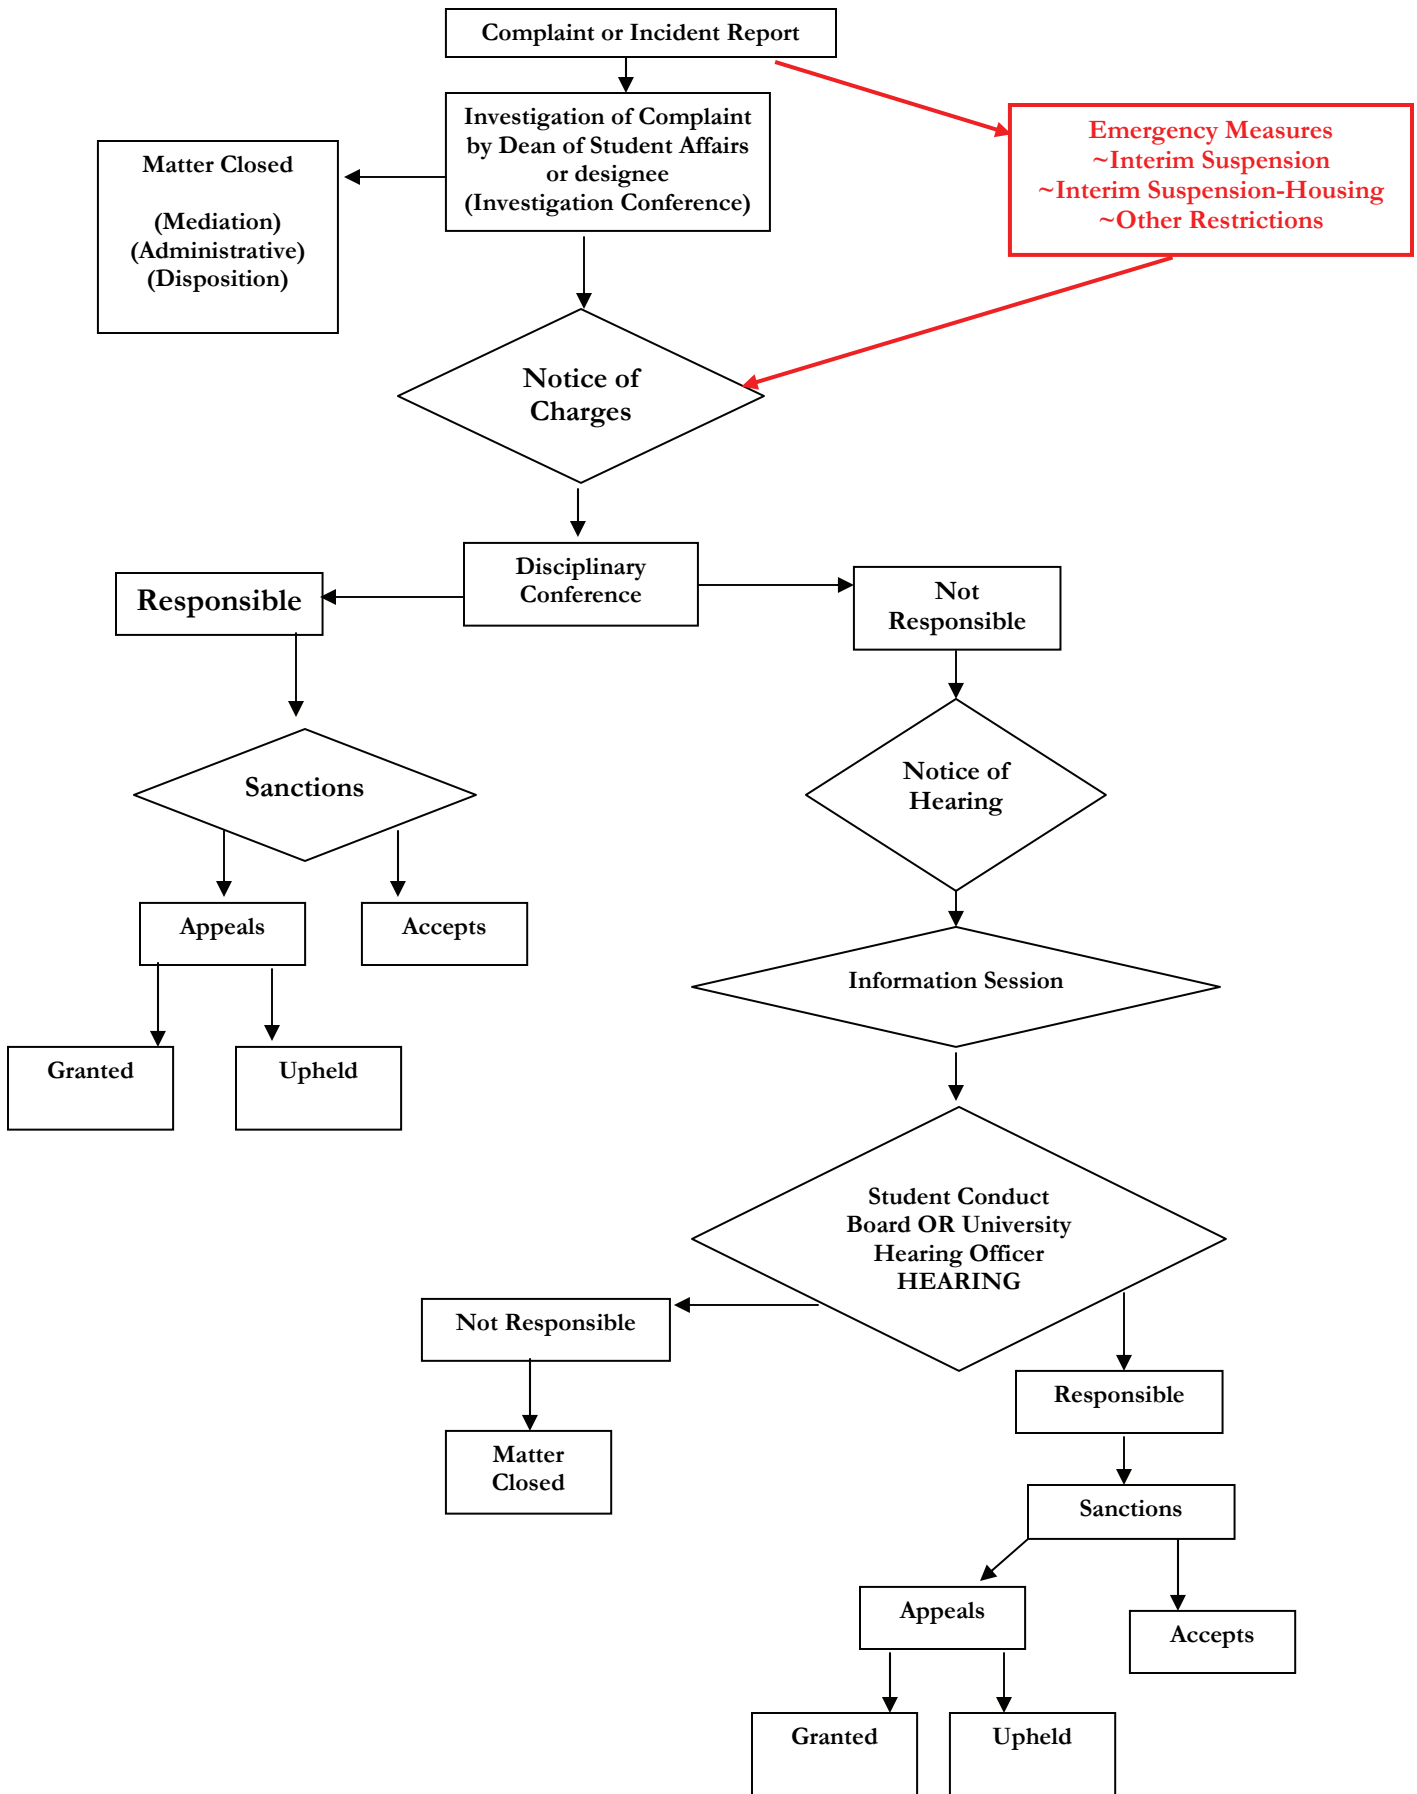 Complaint or Incident Report
Investigation of Complaint
by Dean of Student Affairs
or designee
(Investigation Conference)
Emergency Measures
~Interim Suspension
~Interim Suspension-Housing
~Other Restrictions
Matter Closed
(Mediation)
(Administrative)
(Disposition)
Notice of
Charges
Disciplinary
Conference
Responsible
Not
Responsible
Sanctions
Notice of
Hearing
Appeals
Accepts
Information Session
Granted
Upheld
Student Conduct
Board OR University
Hearing Officer
HEARING
Not Responsible
Responsible
Matter
Closed
Sanctions
Appeals
Accepts
Granted
Upheld